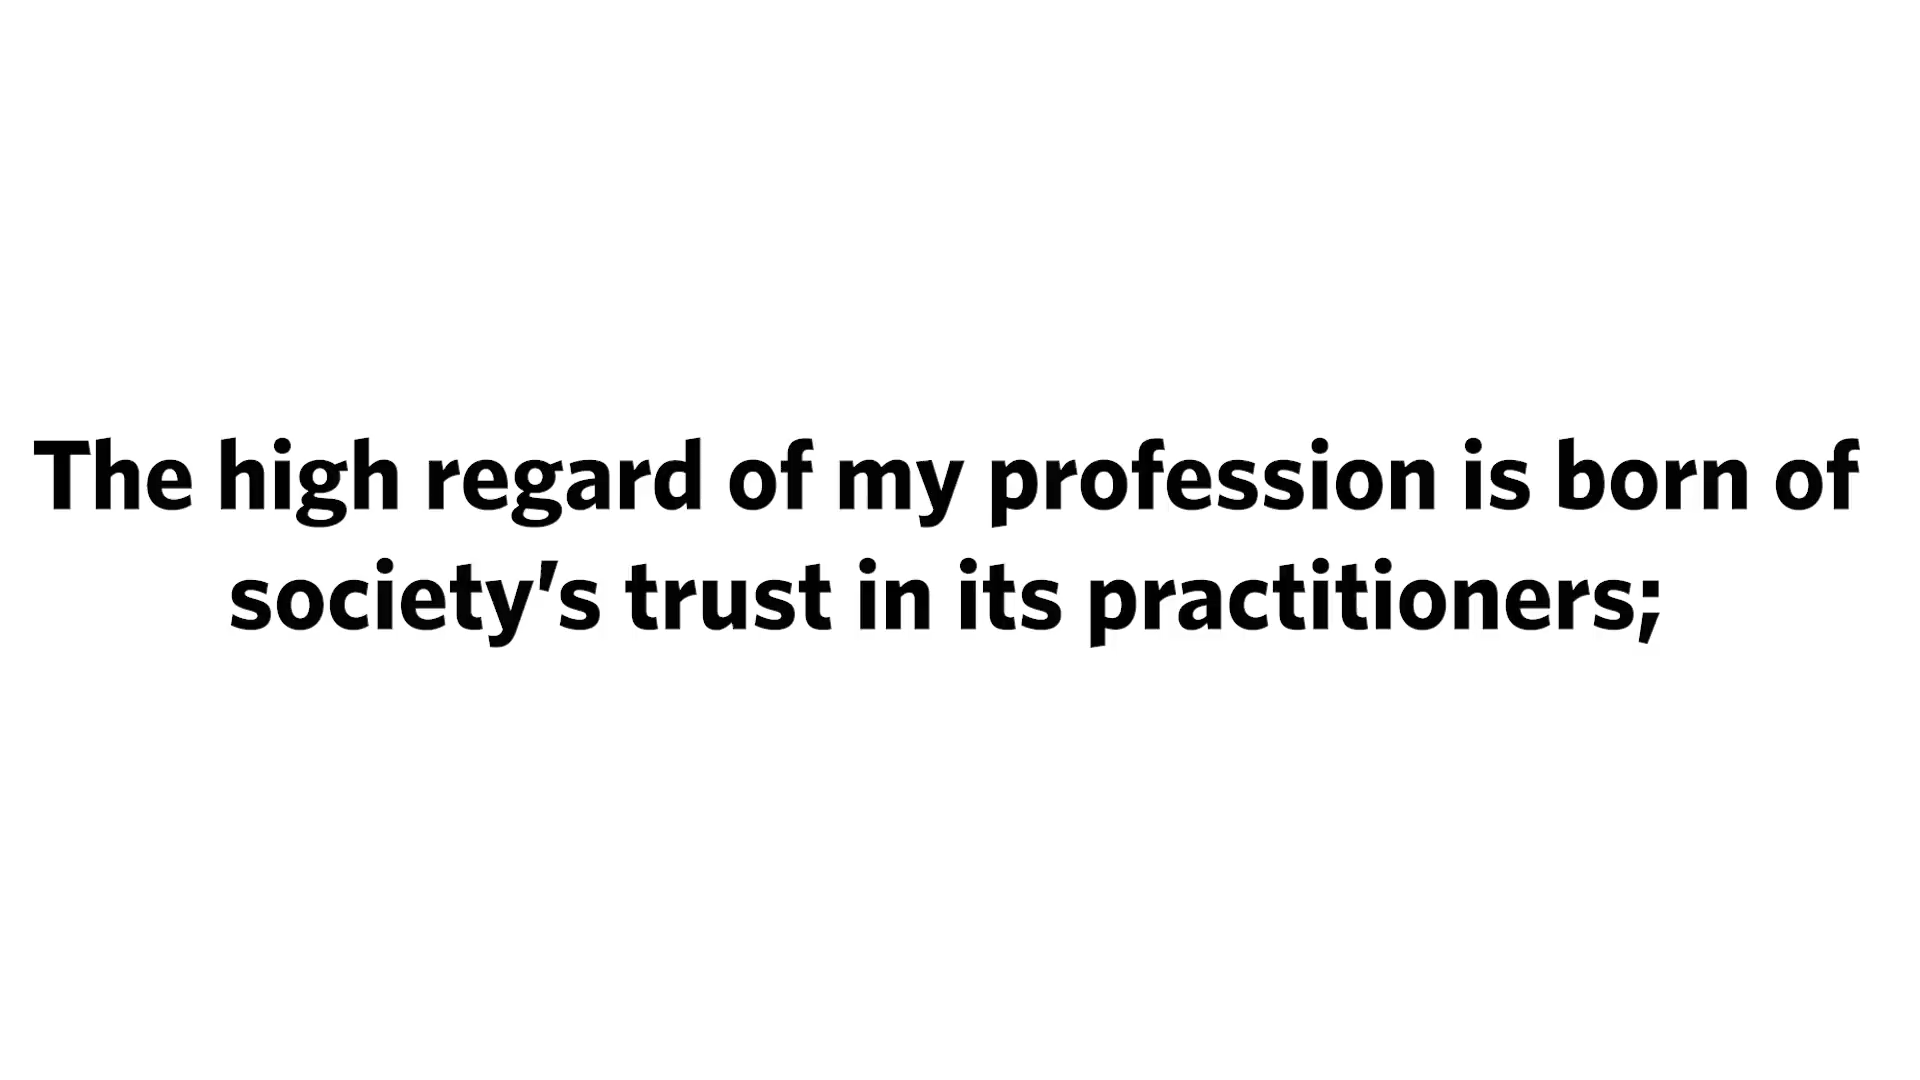 The high regard of my profession is born of
society’s trust in its practitioners;